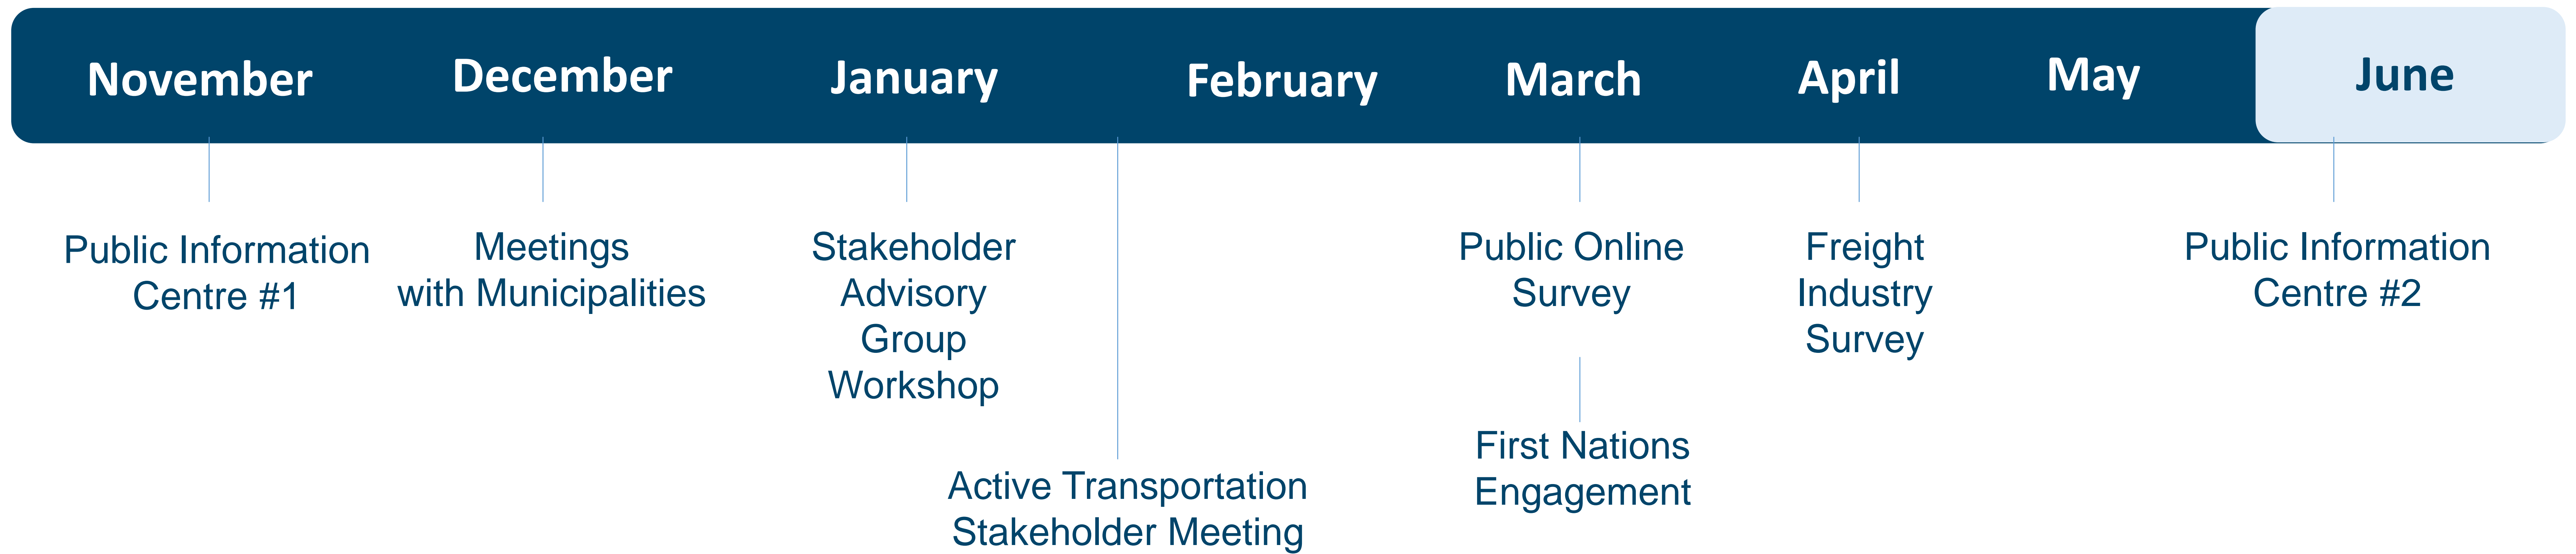 November
December
January
February
March
April
May
June
Public Information
Centre #1
Meetings
with Municipalities
Stakeholder
Advisory
Group
Workshop
Active Transportation
Stakeholder Meeting
Public Online
Survey
First Nations
Engagement
Freight
Industry
Survey
Public Information
Centre #2